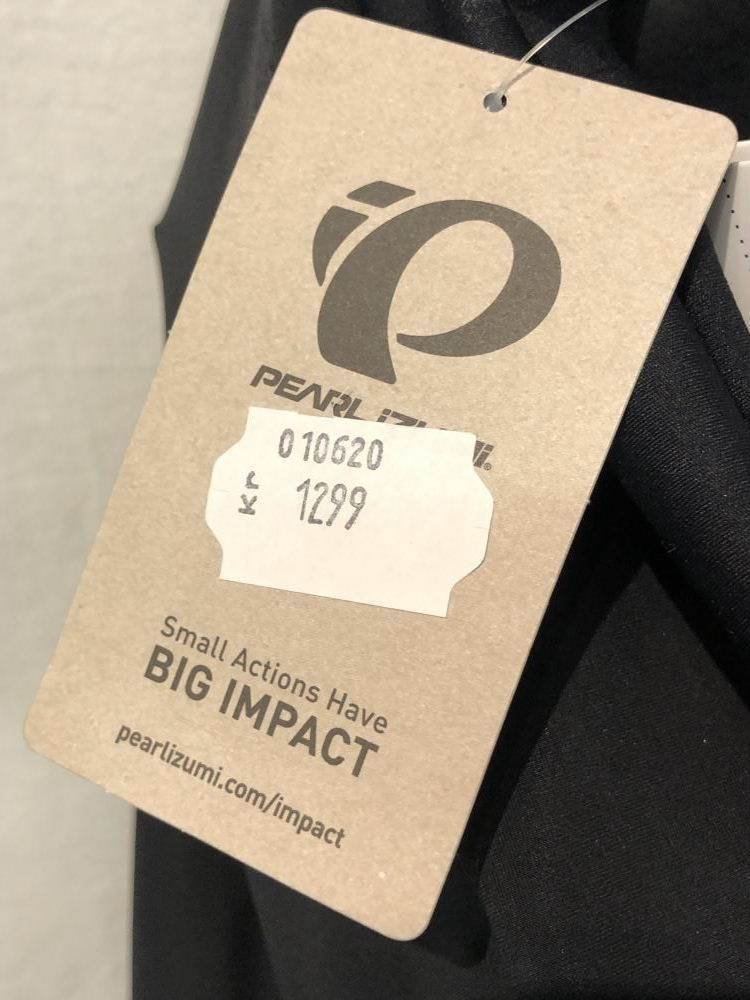 PEARL iZUMi®
010620
Kr 1299
Small Actions Have
BIG IMPACT
pearlizumi.com/impact